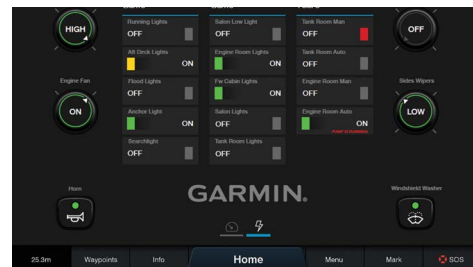 HIGH
Running Lights
OFF
Salon Low Light
OFF
Tank Room Man
OFF
OFF
Aft Deck Lights
ON
Engine Room Lights
ON
Tank Room Auto
OFF
Engine Fan
ON
Flood Lights
OFF
Fw Cabin Lights
ON
Engine Room Man
OFF
Sides Wipers
LOW
Anchor Light
ON
Salon Lights
OFF
Engine Room Auto
ON
PUMP IS RUNNING
Searchlight
OFF
Tank Room Lights
OFF
Horn
GARMIN.
Windshield Washer
25.3m
Waypoints
Info
Home
Menu
Mark
SOS